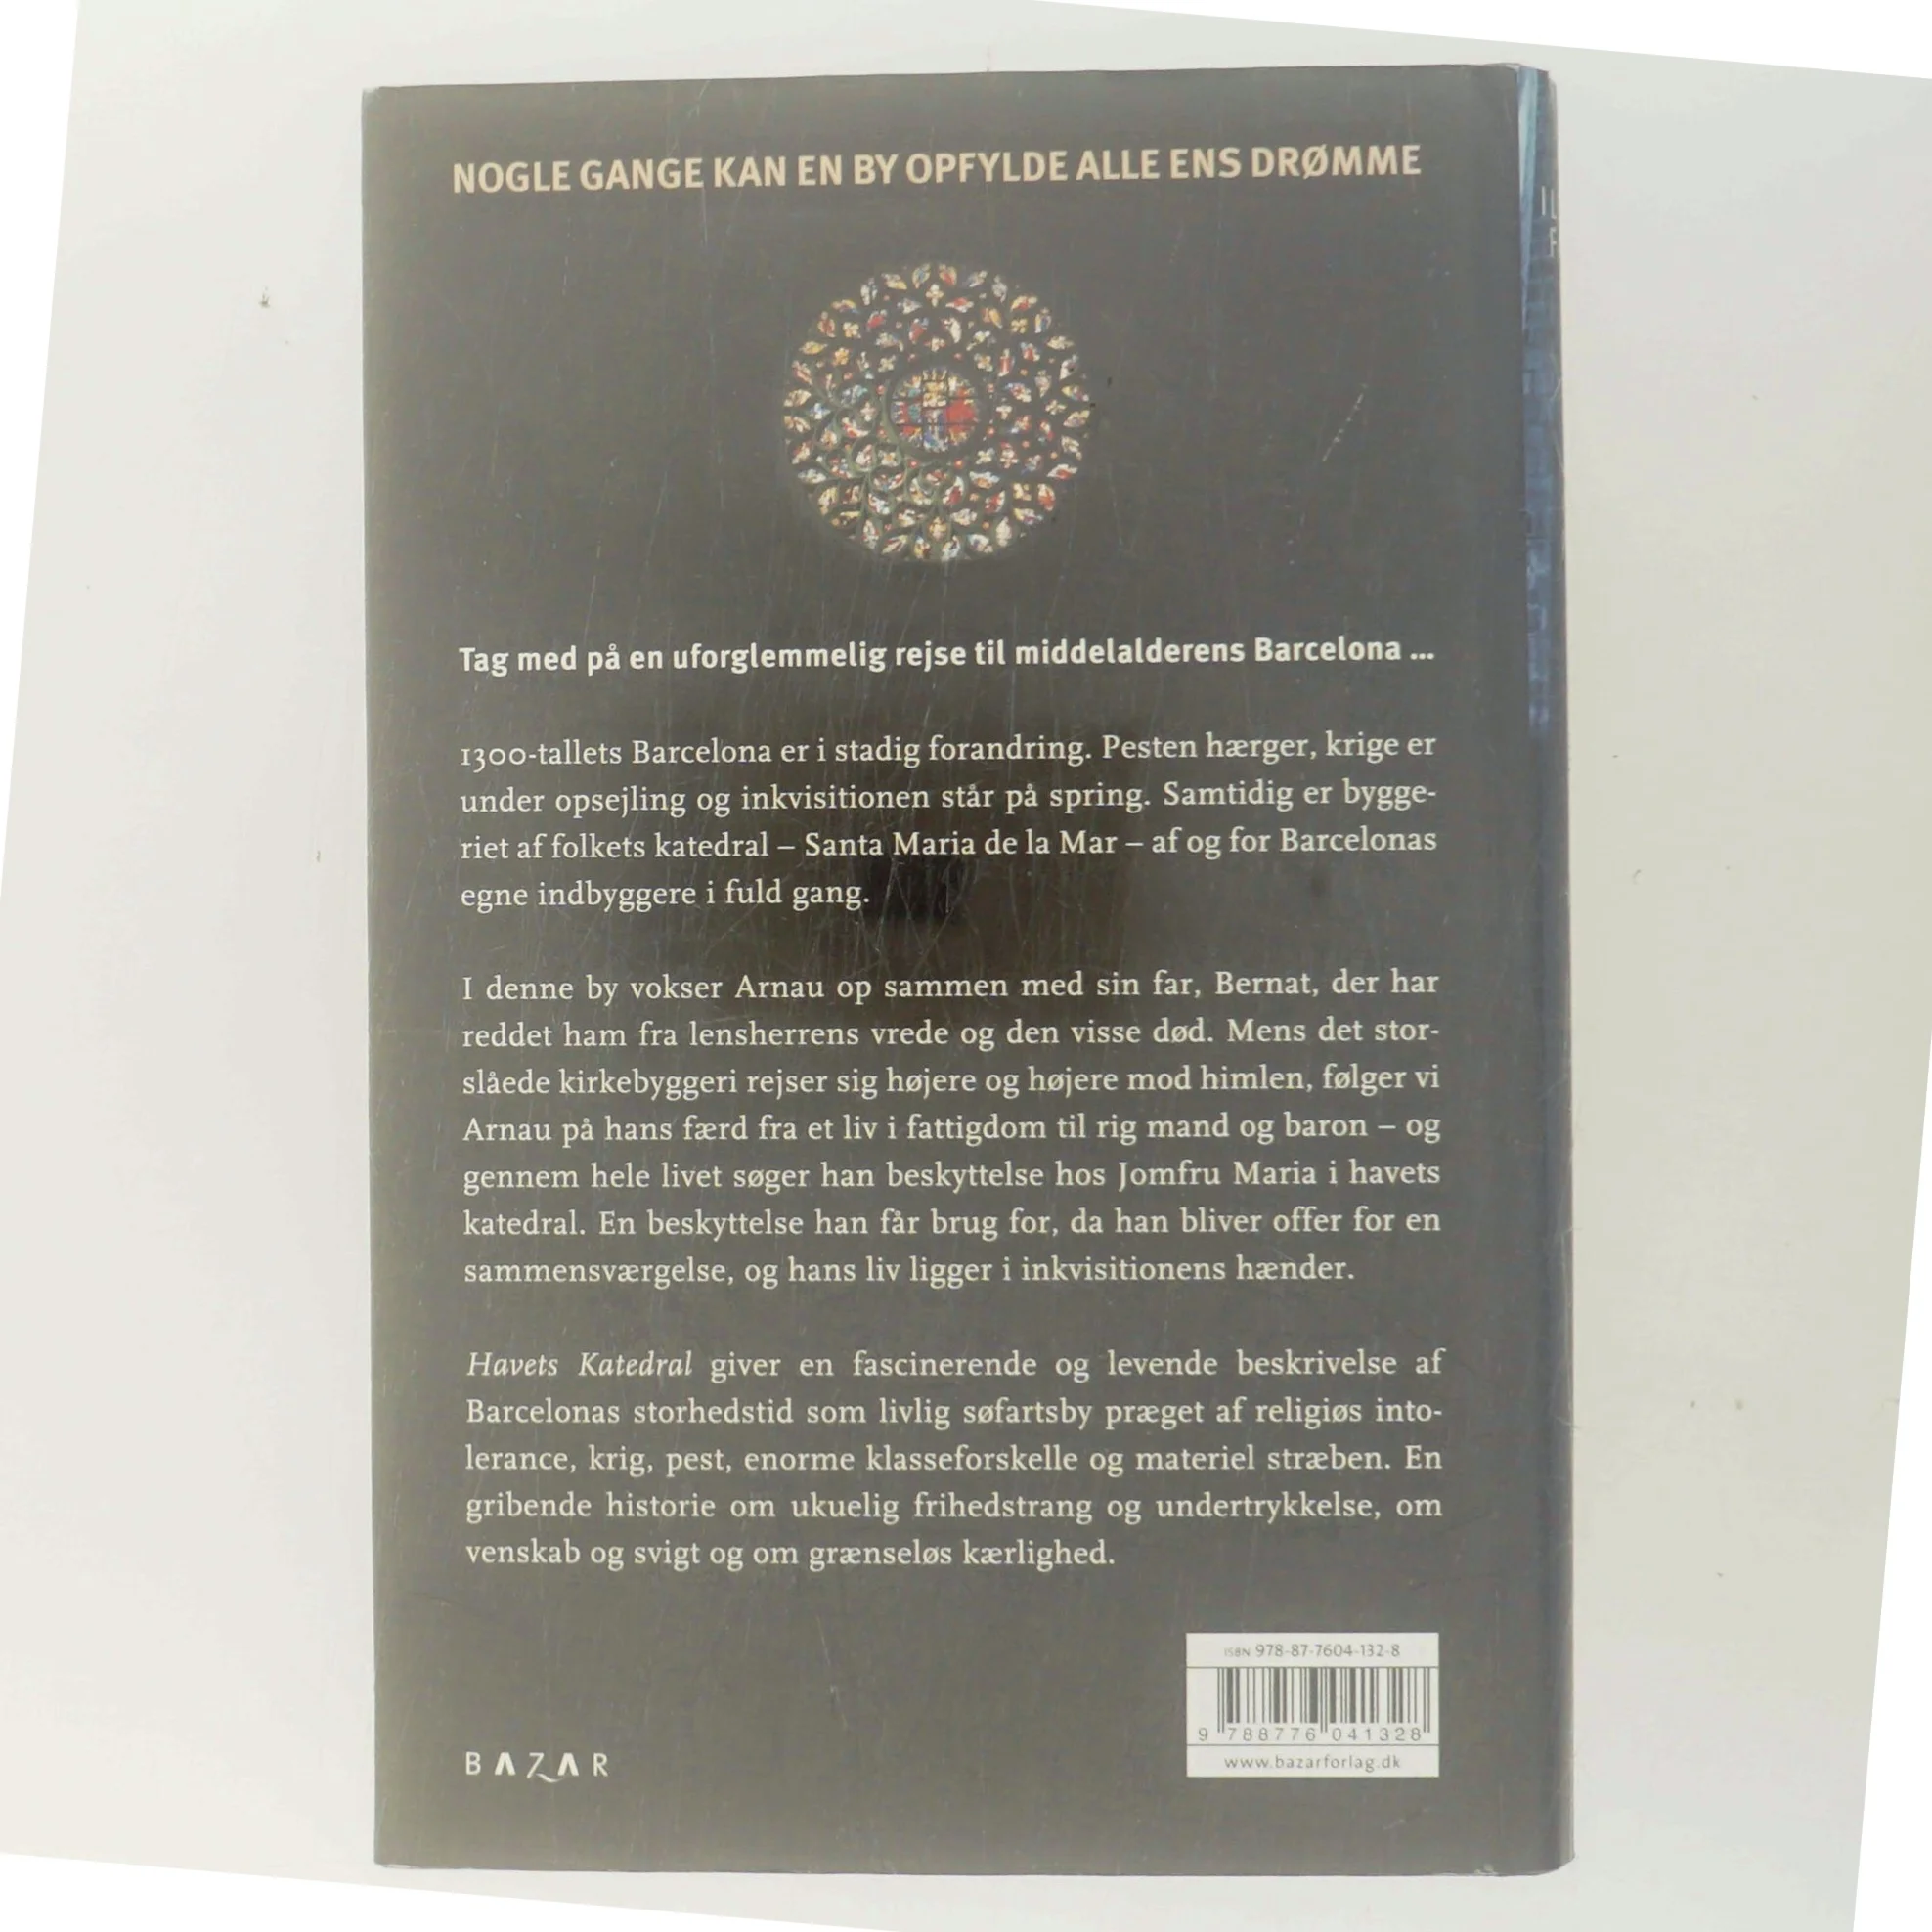 NOGLE GANGE KAN EN BY OPFYLDE ALLE ENS DRØMME
Tag med på en uforglemmelig rejse til middelalderens Barcelona ...
1300-tallets Barcelona er i stadig forandring. Pesten hærger, krige er
under opsejling og inkvisitionen står på spring. Samtidig er bygge-
riet af folkets katedral – Santa Maria de la Mar – af og for Barcelonas
egne indbyggere i fuld gang.
I denne by vokser Arnau op sammen med sin far, Bernat, der har
reddet ham fra lensherrens vrede og den visse død. Mens det stor-
slåede kirkebyggeri rejser sig højere og højere mod himlen, følger vi
Arnau på hans færd fra et liv i fattigdom til rig mand og baron – og
gennem hele livet søger han beskyttelse hos Jomfru Maria i havets
katedral. En beskyttelse han får brug for, da han bliver offer for en
sammensværgelse, og hans liv ligger i inkvisitionens hænder.
Havets Katedral giver en fascinerende og levende beskrivelse af
Barcelonas storhedstid som livlig søfartsby præget af religiøs into-
lerance, krig, pest, enorme klasseforskelle og materiel stræben. En
gribende historie om ukuelig frihedstrang og undertrykkelse, om
venskab og svigt og om grænseløs kærlighed.
ISBN 978-87-7604-132-8
9 788776 041328
www.bazarforlag.dk
BAZAR